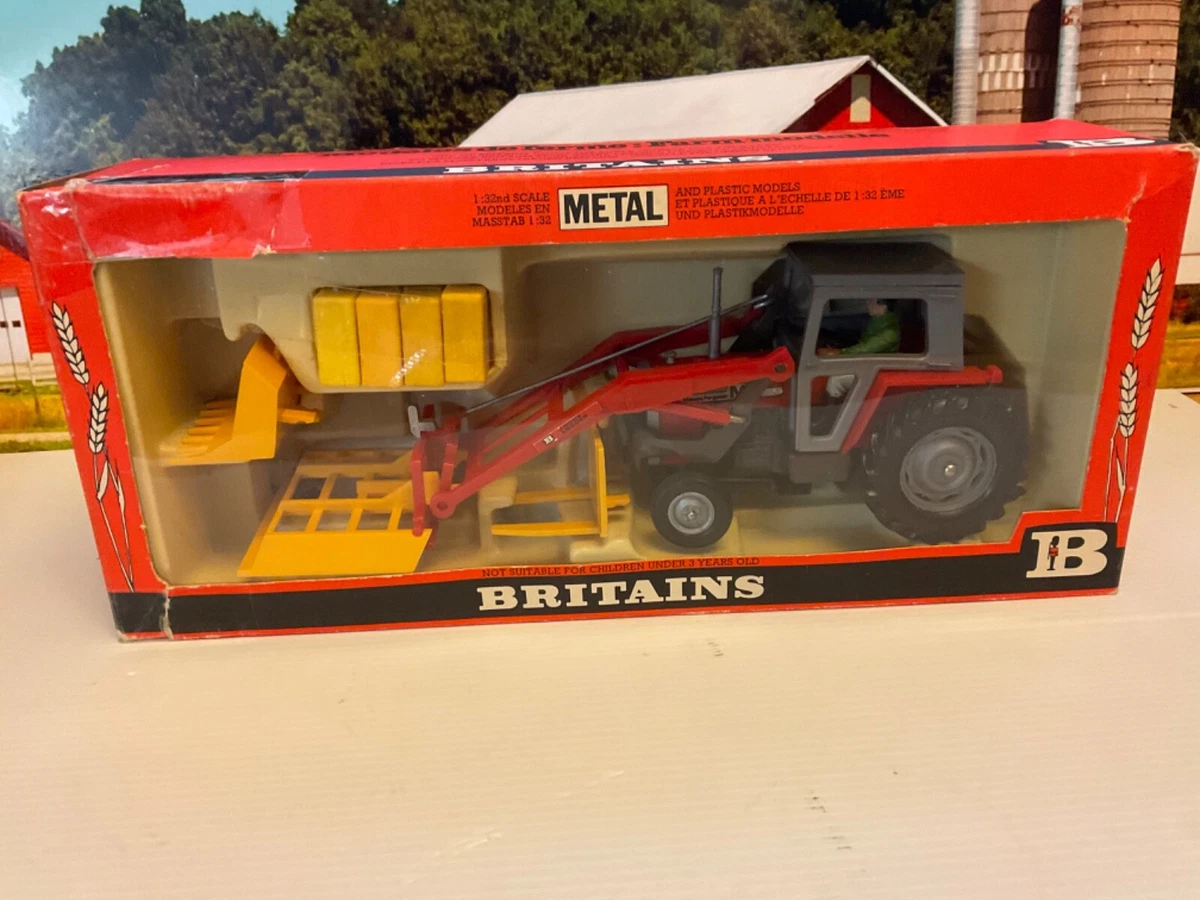 BRITAINS
1:32nd SCALE
MODELES EN
MASSTAB 1:32
METAL
AND PLASTIC MODELS
ET PLASTIQUE A L'ECHELLE DE 1:32 ÈME
UND PLASTIKMODELLE
NOT SUITABLE FOR CHILDREN UNDER 3 YEARS OLD
BRITAINS
B